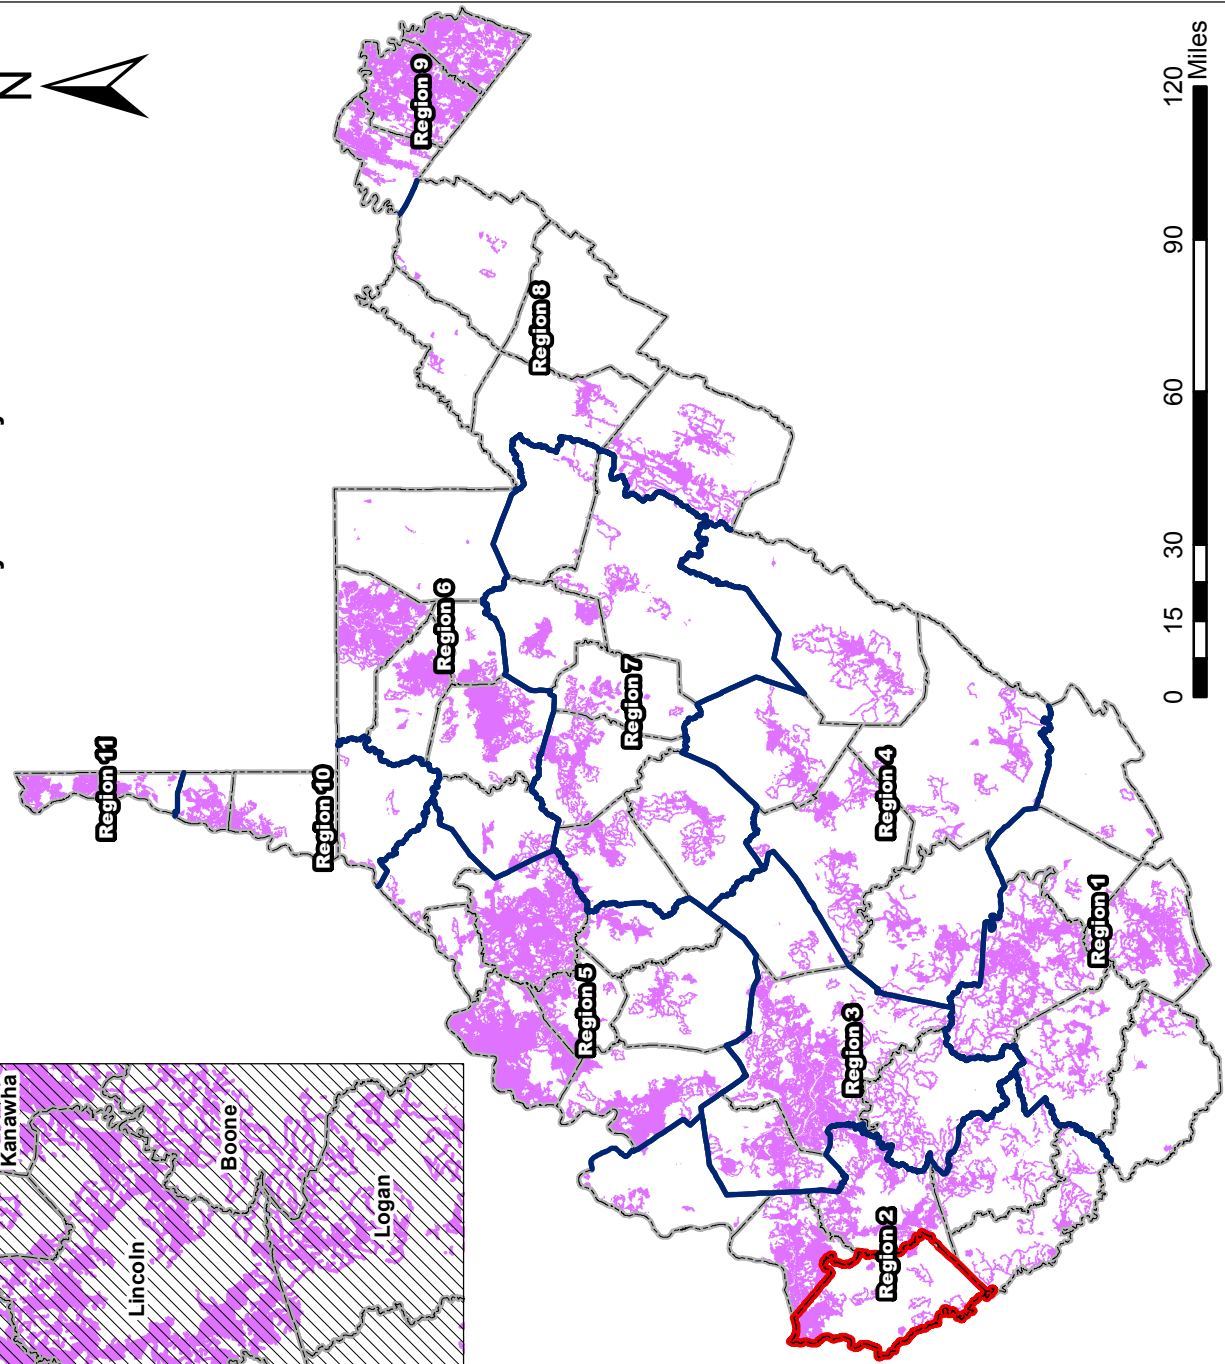 N
Kanawha
Boone
Lincoln
Logan
Region 11
Region 10
Region 9
Region 8
Region 6
Region 7
Region 5
Region 4
Region 3
Region 1
Region 2
0 15 30 60 90 120
Miles